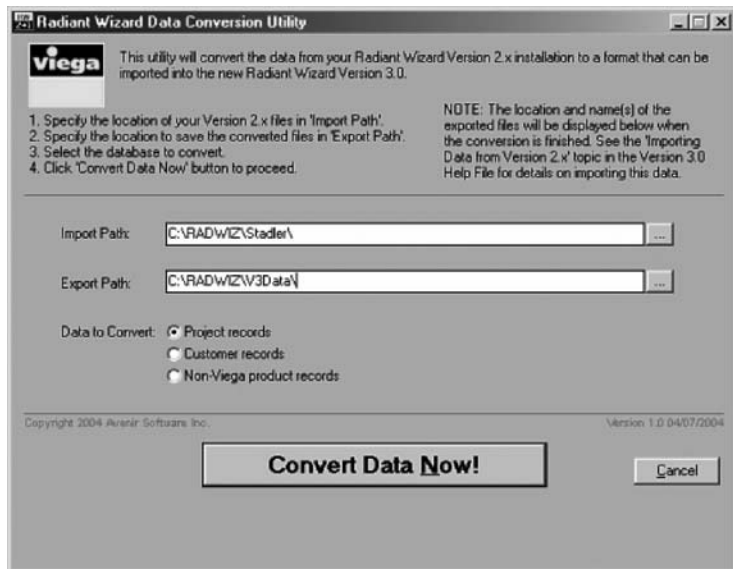 Radiant Wizard Data Conversion Utility
viega
This utility will convert the data from your Radiant Wizard Version 2.x installation to a format that can be
imported into the new Radiant Wizard Version 3.0.
1. Specify the location of your Version 2.x files in 'Import Path'.
2. Specify the location to save the converted files in 'Export Path'.
3. Select the database to convert.
4. Click 'Convert Data Now' button to proceed.
NOTE: The location and name(s) of the
exported files will be displayed below when
the conversion is finished. See the 'Importing
Data from Version 2.x' topic in the Version 3.0
Help File for details on importing this data.
Import Path:
C:\RADWIZ\Stadler\
...
Export Path:
C:\RADWIZ\V3Data\
...
Data to Convert:
Project records
Customer records
Non-Viega product records
Copyright 2004 Avenir Software Inc.
Version 1.0 04/07/2004
Convert Data Now!
Cancel